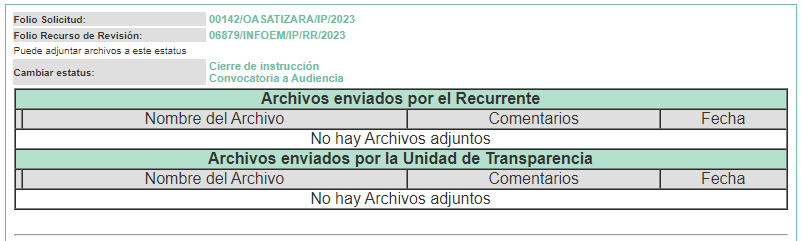 Folio Solicitud: 00142/OASATIZARA/IP/2023
Folio Recurso de Revisión: 06879/INFOEM/IP/RR/2023
Puede adjuntar archivos a este estatus
Cambiar estatus: Cierre de instrucción
Convocatoria a Audiencia
Archivos enviados por el Recurrente
Nombre del Archivo Comentarios Fecha
No hay Archivos adjuntos
Archivos enviados por la Unidad de Transparencia
Nombre del Archivo Comentarios Fecha
No hay Archivos adjuntos